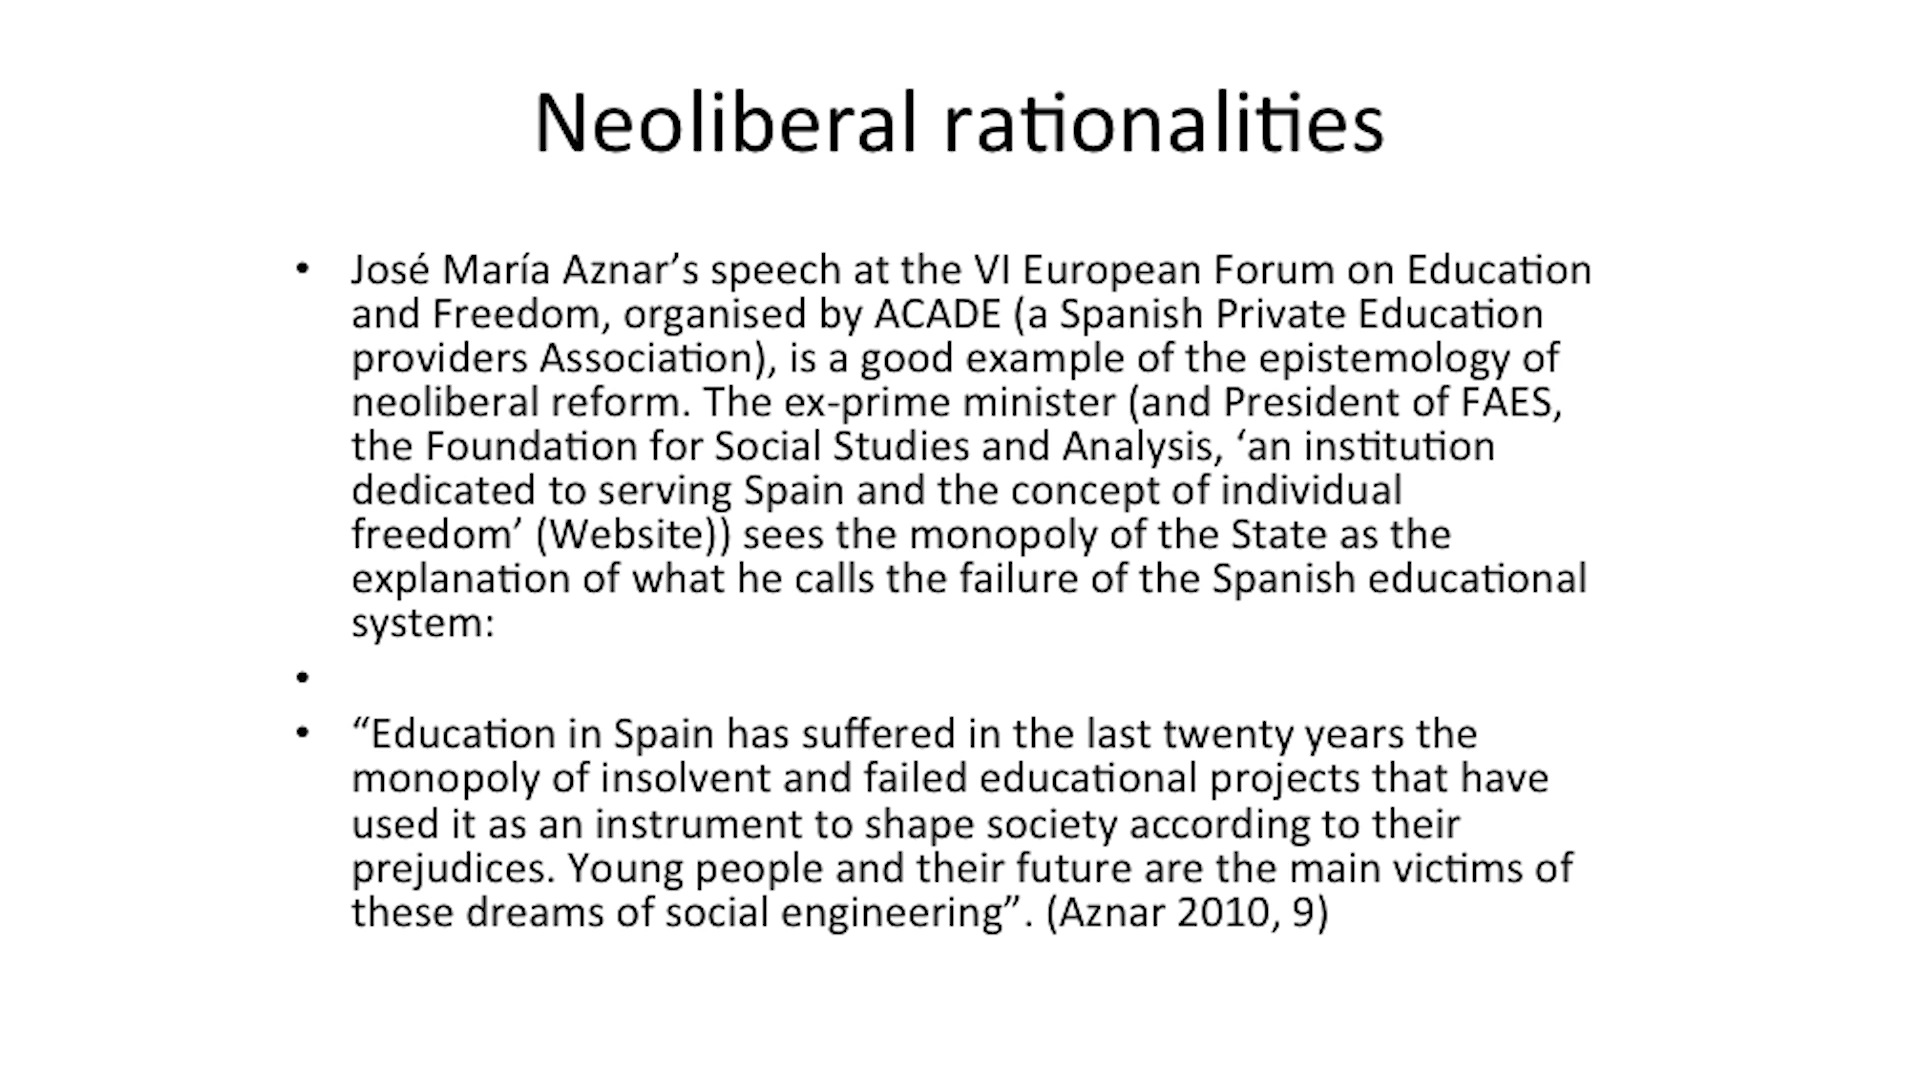 Neoliberal rationalities
• José María Aznar’s speech at the VI European Forum on Education
and Freedom, organised by ACADE (a Spanish Private Education
providers Association), is a good example of the epistemology of
neoliberal reform. The ex-prime minister (and President of FAES,
the Foundation for Social Studies and Analysis, ‘an institution
dedicated to serving Spain and the concept of individual
freedom’ (Website)) sees the monopoly of the State as the
explanation of what he calls the failure of the Spanish educational
system:
•
• “Education in Spain has suffered in the last twenty years the
monopoly of insolvent and failed educational projects that have
used it as an instrument to shape society according to their
prejudices. Young people and their future are the main victims of
these dreams of social engineering”. (Aznar 2010, 9)